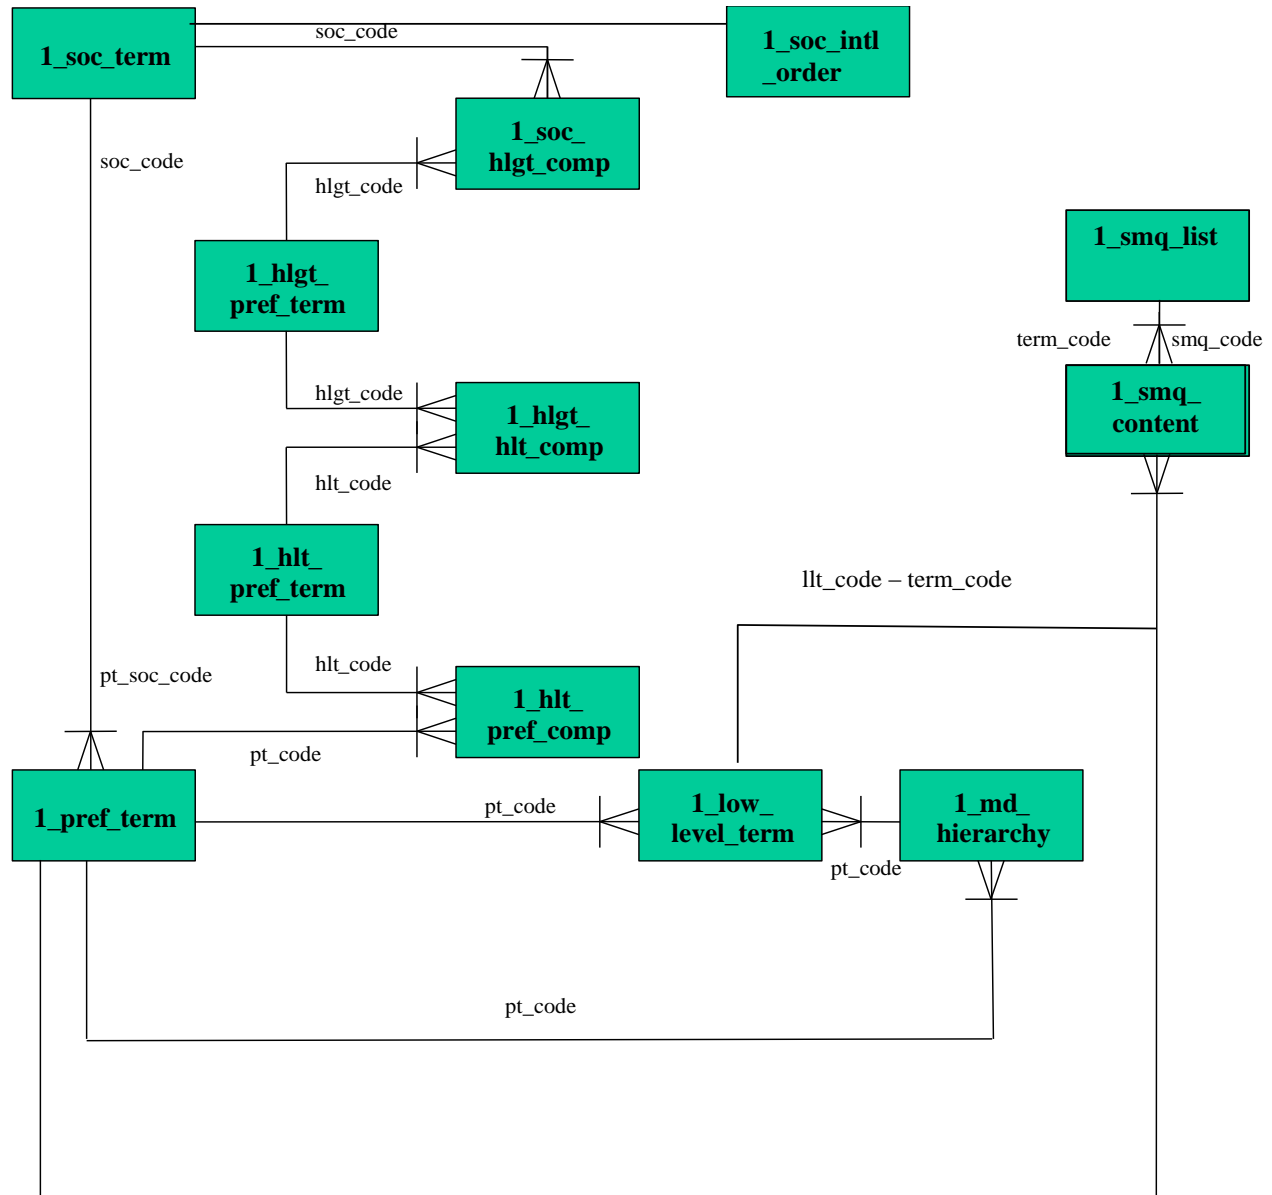 soc_code
1_soc_term
1_soc_intl
_order
1_soc_
hlgt_comp
soc_code
hlgt_code
1_smq_list
1_hlgt_
pref_term
term_code
smq_code
hlgt_code
1_hlgt_
hlt_comp
1_smq_
content
hlt_code
1_hlt_
pref_term
llt_code – term_code
hlt_code
pt_soc_code
1_hlt_
pref_comp
pt_code
1_pref_term
pt_code
1_low_
level_term
1_md_
hierarchy
pt_code
pt_code